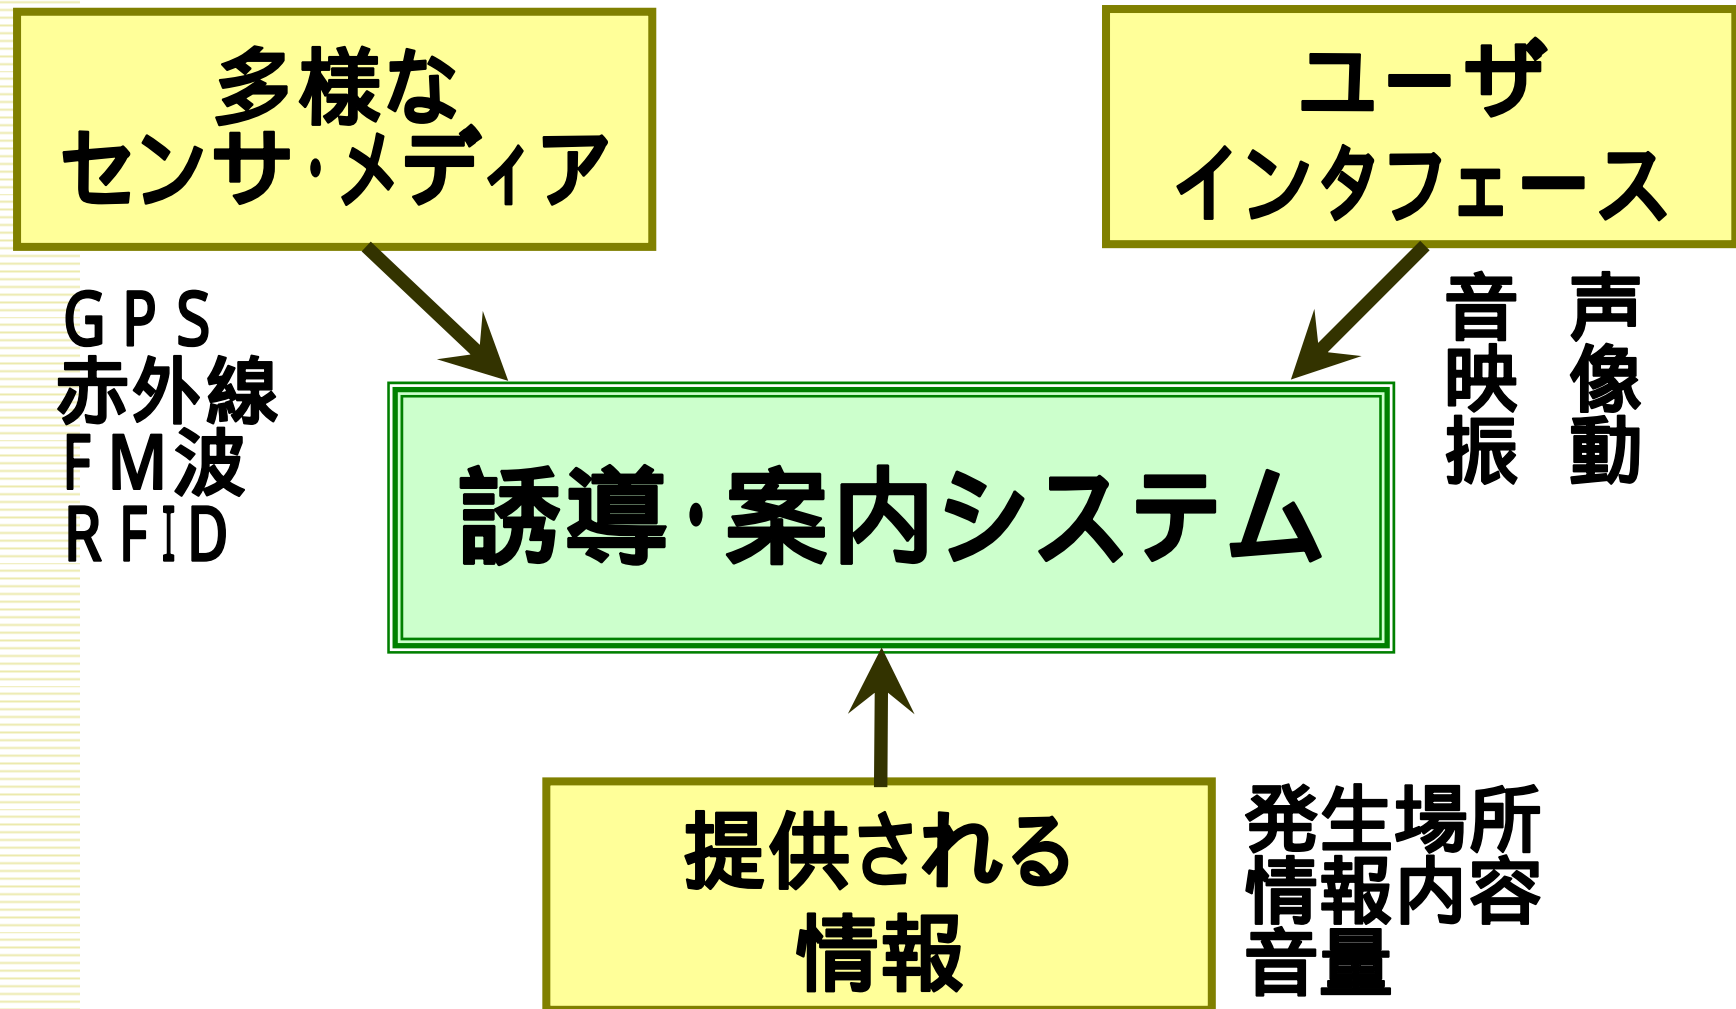 多様な
センサ・メディア
ユーザ
インタフェース
GPS
赤外線
FM波
RFID
音声
映像
振動
誘導・案内システム
提供される
情報
発生場所
情報内容
音量